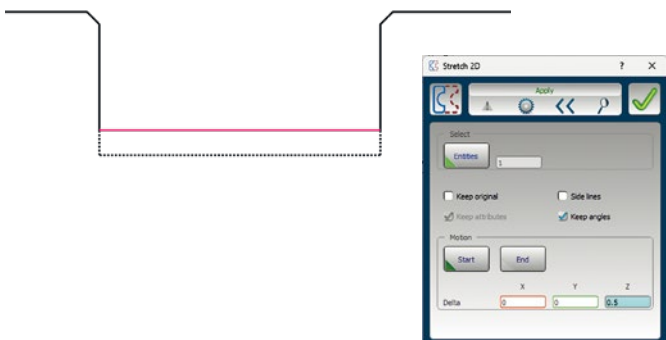 Stretch 2D ? X
Apply
Select
Entities 1
Keep original Side lines
Keep attributes Keep angles
Motion
Start End
X Y Z
Delta 0 0 0.5